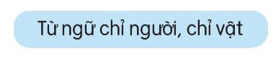 Từ ngữ chỉ người, chỉ vật